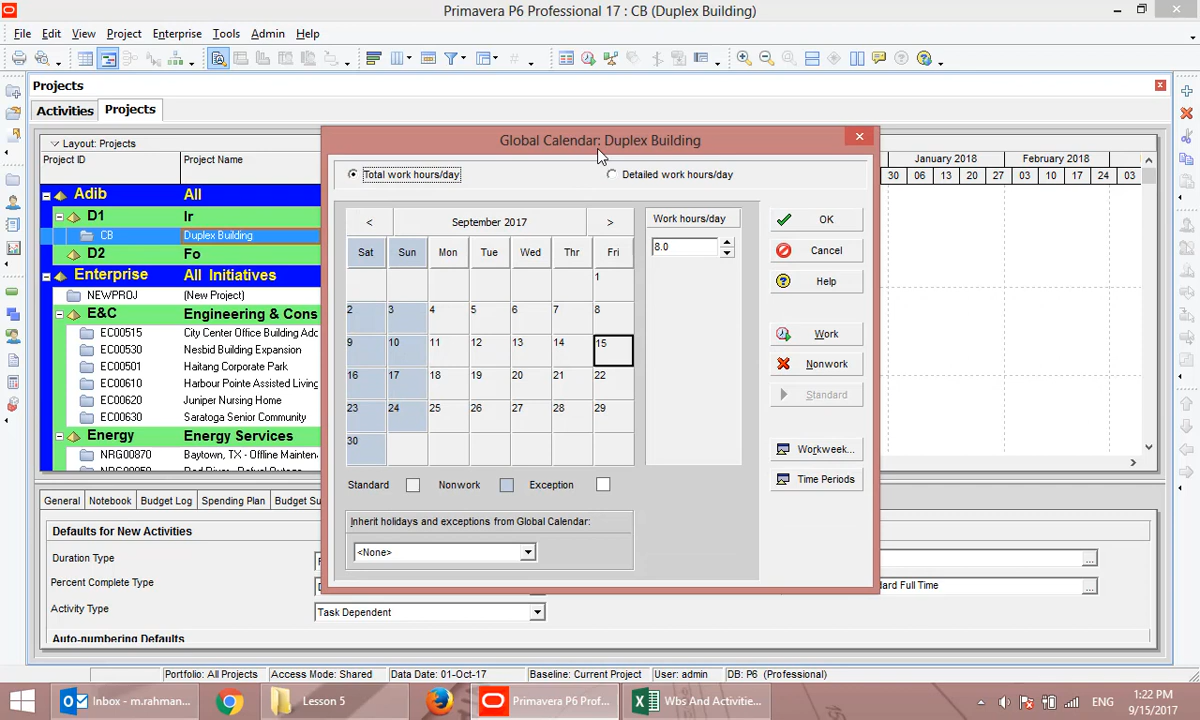 Primavera P6 Professional 17 : CB (Duplex Building)
File Edit View Project Enterprise Tools Admin Help
Projects
Activities Projects
Layout: Projects
Project ID Project Name
January 2018 February 2018
30 06 13 20 27 03 10 17 24 03
Adib All
D1 Ir
CB Duplex Building
D2 Fo
Enterprise All Initiatives
NEWPROJ (New Project)
E&C Engineering & Cons
EC00515 City Center Office Building Add
EC00530 Nesbid Building Expansion
EC00501 Haitang Corporate Park
EC00610 Harbour Pointe Assisted Living
EC00620 Juniper Nursing Home
EC00630 Saratoga Senior Community
Energy Energy Services
NRG00870 Baytown, TX - Offline Mainten
Global Calendar: Duplex Building
Total work hours/day Detailed work hours/day
< September 2017 >
Sat Sun Mon Tue Wed Thr Fri
1
2 3 4 5 6 7 8
9 10 11 12 13 14 15
16 17 18 19 20 21 22
23 24 25 26 27 28 29
30
Work hours/day
8.0
OK
Cancel
Help
Work
Nonwork
Standard
Workweek...
Time Periods
Standard Nonwork Exception
Inherit holidays and exceptions from Global Calendar:
<None>
General Notebook Budget Log Spending Plan Budget Su
Defaults for New Activities
Duration Type
Percent Complete Type
dard Full Time
Activity Type Task Dependent
Auto-numbering Defaults
Portfolio: All Projects Access Mode: Shared Data Date: 01-Oct-17 Baseline: Current Project User: admin DB: P6 (Professional)
Inbox - m.rahman... Lesson 5 Primavera P6 Prof... Wbs And Activitie...
ENG
1:22 PM
9/15/2017